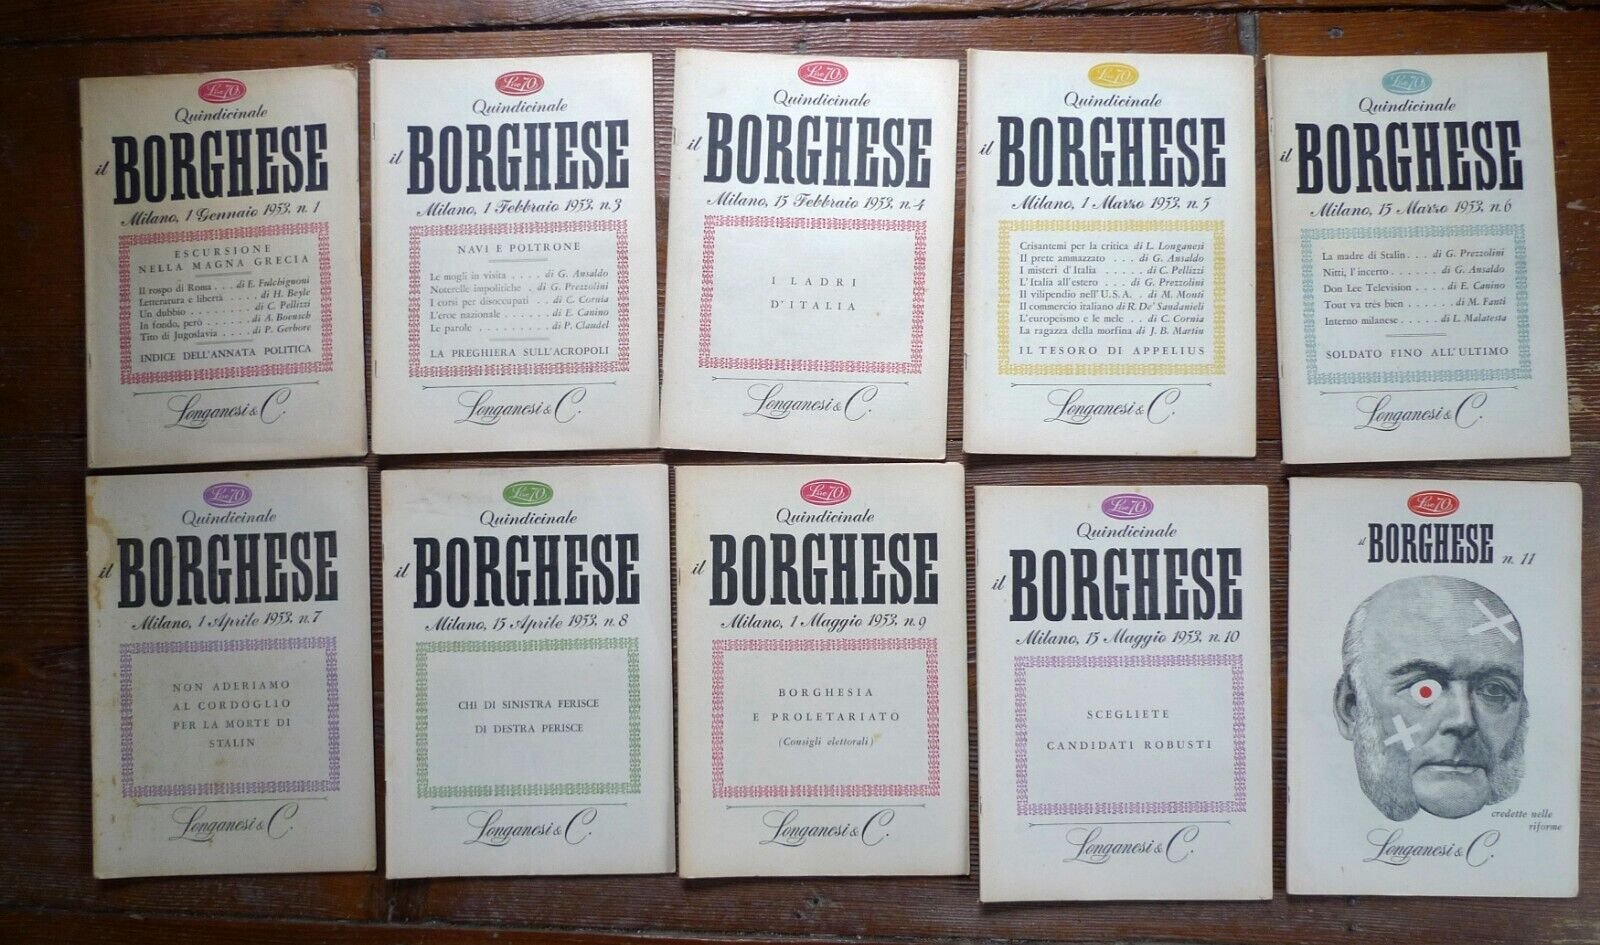 Lire 70.
Quindicinale
il BORGHESE
Milano, 1 Gennaio 1953, n. 1
ESCURSIONE
NELLA MAGNA GRECIA
Il rospo di Roma . . . di E. Fulchignoni
Letteratura e libertà . . . . . di H. Beyle
Un dubbio . . . . . . . di C. Pellizzi
In fondo, però . . . . . . . di A. Boensch
Tito di Jugoslavia . . . . di P. Gerbore
INDICE DELL'ANNATA POLITICA
Longanesi & C.
Lire 70.
Quindicinale
il BORGHESE
Milano, 1 Febbraio 1953, n. 3
NAVI E POLTRONE
Le mogli in visita . . . . di G. Ansaldo
Noterelle impolitiche . di G. Prezzolini
I corsi per disoccupati . . di C. Cornia
L'eroe nazionale . . . . di E. Canino
Le parole . . . . . . . . . di P. Claudel
LA PREGHIERA SULL'ACROPOLI
Longanesi & C.
Lire 70.
Quindicinale
il BORGHESE
Milano, 15 Febbraio 1953, n. 4
I LADRI
D'ITALIA
Longanesi & C.
Lire 70.
Quindicinale
il BORGHESE
Milano, 1 Marzo 1953, n. 5
Crisantemi per la critica di L. Longanesi
Il prete ammazzato . . . di G. Ansaldo
I misteri d'Italia . . . . di C. Pellizzi
L'Italia all'estero . . . di G. Prezzolini
Il vilipendio nell'U.S.A. . di M. Monti
Il commercio italiano di R. De' Saudanieli
L'europeismo e le mele . . di C. Cornia
La ragazza della morfina di J. B. Martin
IL TESORO DI APPELIUS
Longanesi & C.
Lire 70.
Quindicinale
il BORGHESE
Milano, 15 Marzo 1953, n. 6
La madre di Stalin . . di G. Prezzolini
Nitti, l'incerto . . . . . di G. Ansaldo
Don Lee Television . . . di E. Canino
Tout va très bien . . . . . di M. Fanti
Interno milanese . . . . di L. Malatesta
SOLDATO FINO ALL'ULTIMO
Longanesi & C.
Lire 70.
Quindicinale
il BORGHESE
Milano, 1 Aprile 1953, n. 7
NON ADERIAMO
AL CORDOGLIO
PER LA MORTE DI
STALIN
Longanesi & C.
Lire 70.
Quindicinale
il BORGHESE
Milano, 15 Aprile 1953, n. 8
CHI DI SINISTRA FERISCE
DI DESTRA PERISCE
Longanesi & C.
Lire 70.
Quindicinale
il BORGHESE
Milano, 1 Maggio 1953, n. 9
BORGHESIA
E PROLETARIATO
(Consigli elettorali)
Longanesi & C.
Lire 70.
Quindicinale
il BORGHESE
Milano, 15 Maggio 1953, n. 10
SCEGLIETE
CANDIDATI ROBUSTI
Longanesi & C.
Lire 70.
il BORGHESE n. 11
credette nelle
riforme
Longanesi & C.